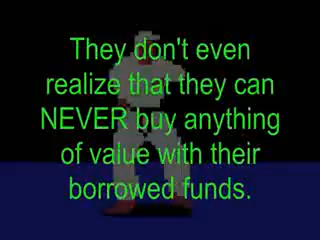 They don't even
realize that they can
NEVER buy anything
of value with their
borrowed funds.